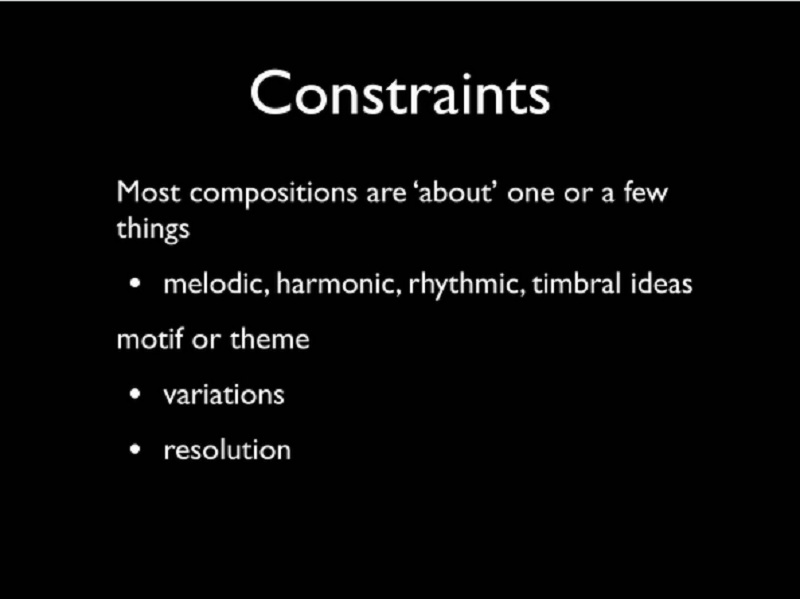 Constraints
Most compositions are ‘about’ one or a few
things
• melodic, harmonic, rhythmic, timbral ideas
motif or theme
• variations
• resolution